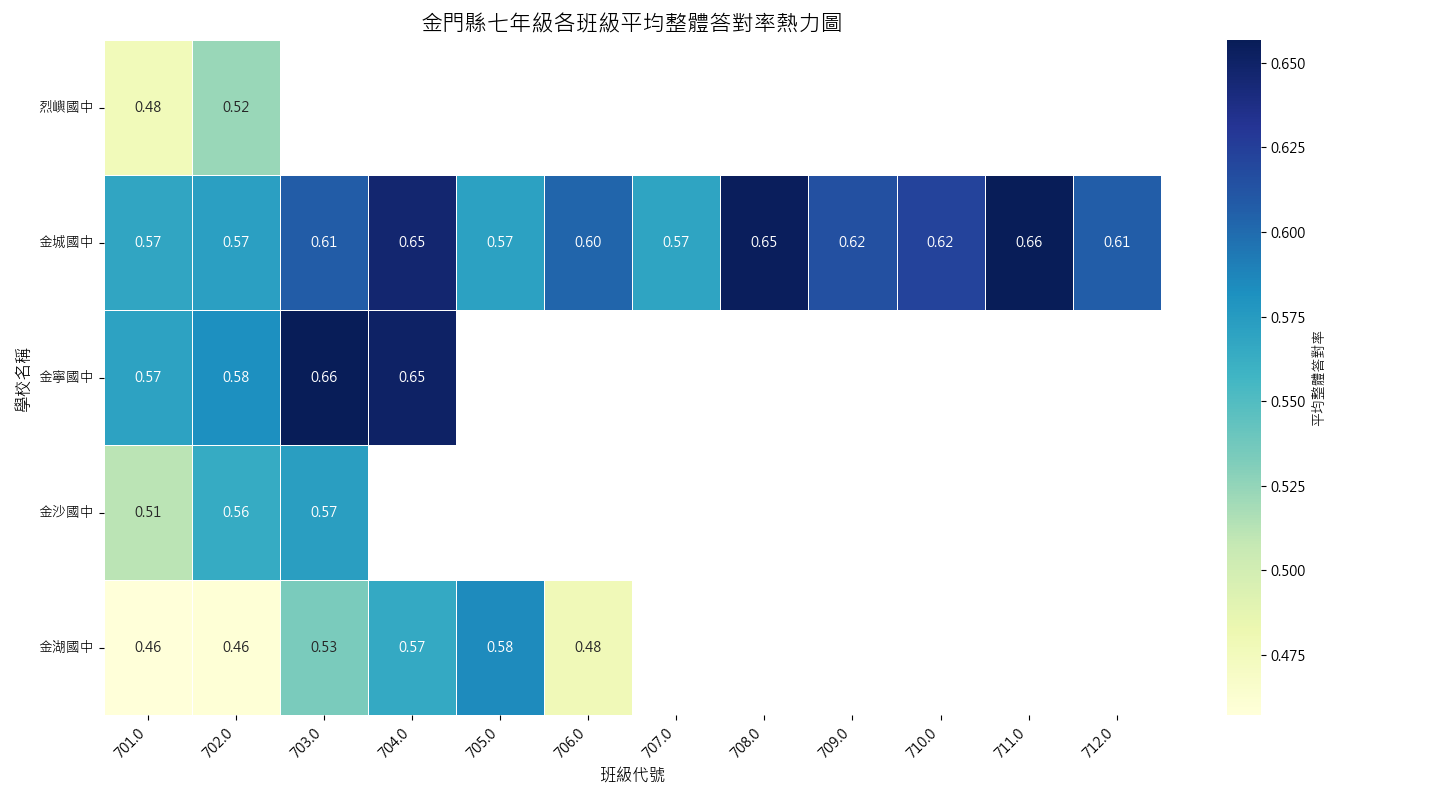 金門縣七年級各班級平均整體答對率熱力圖
學校名稱
烈嶼國中 0.48 0.52
金城國中 0.57 0.57 0.61 0.65 0.57 0.60 0.57 0.65 0.62 0.62 0.66 0.61
金寧國中 0.57 0.58 0.66 0.65
金沙國中 0.51 0.56 0.57
金湖國中 0.46 0.46 0.53 0.57 0.58 0.48
701.0 702.0 703.0 704.0 705.0 706.0 707.0 708.0 709.0 710.0 711.0 712.0
班級代號
0.650
0.625
0.600
0.575
0.550
0.525
0.500
0.475
平均整體答對率